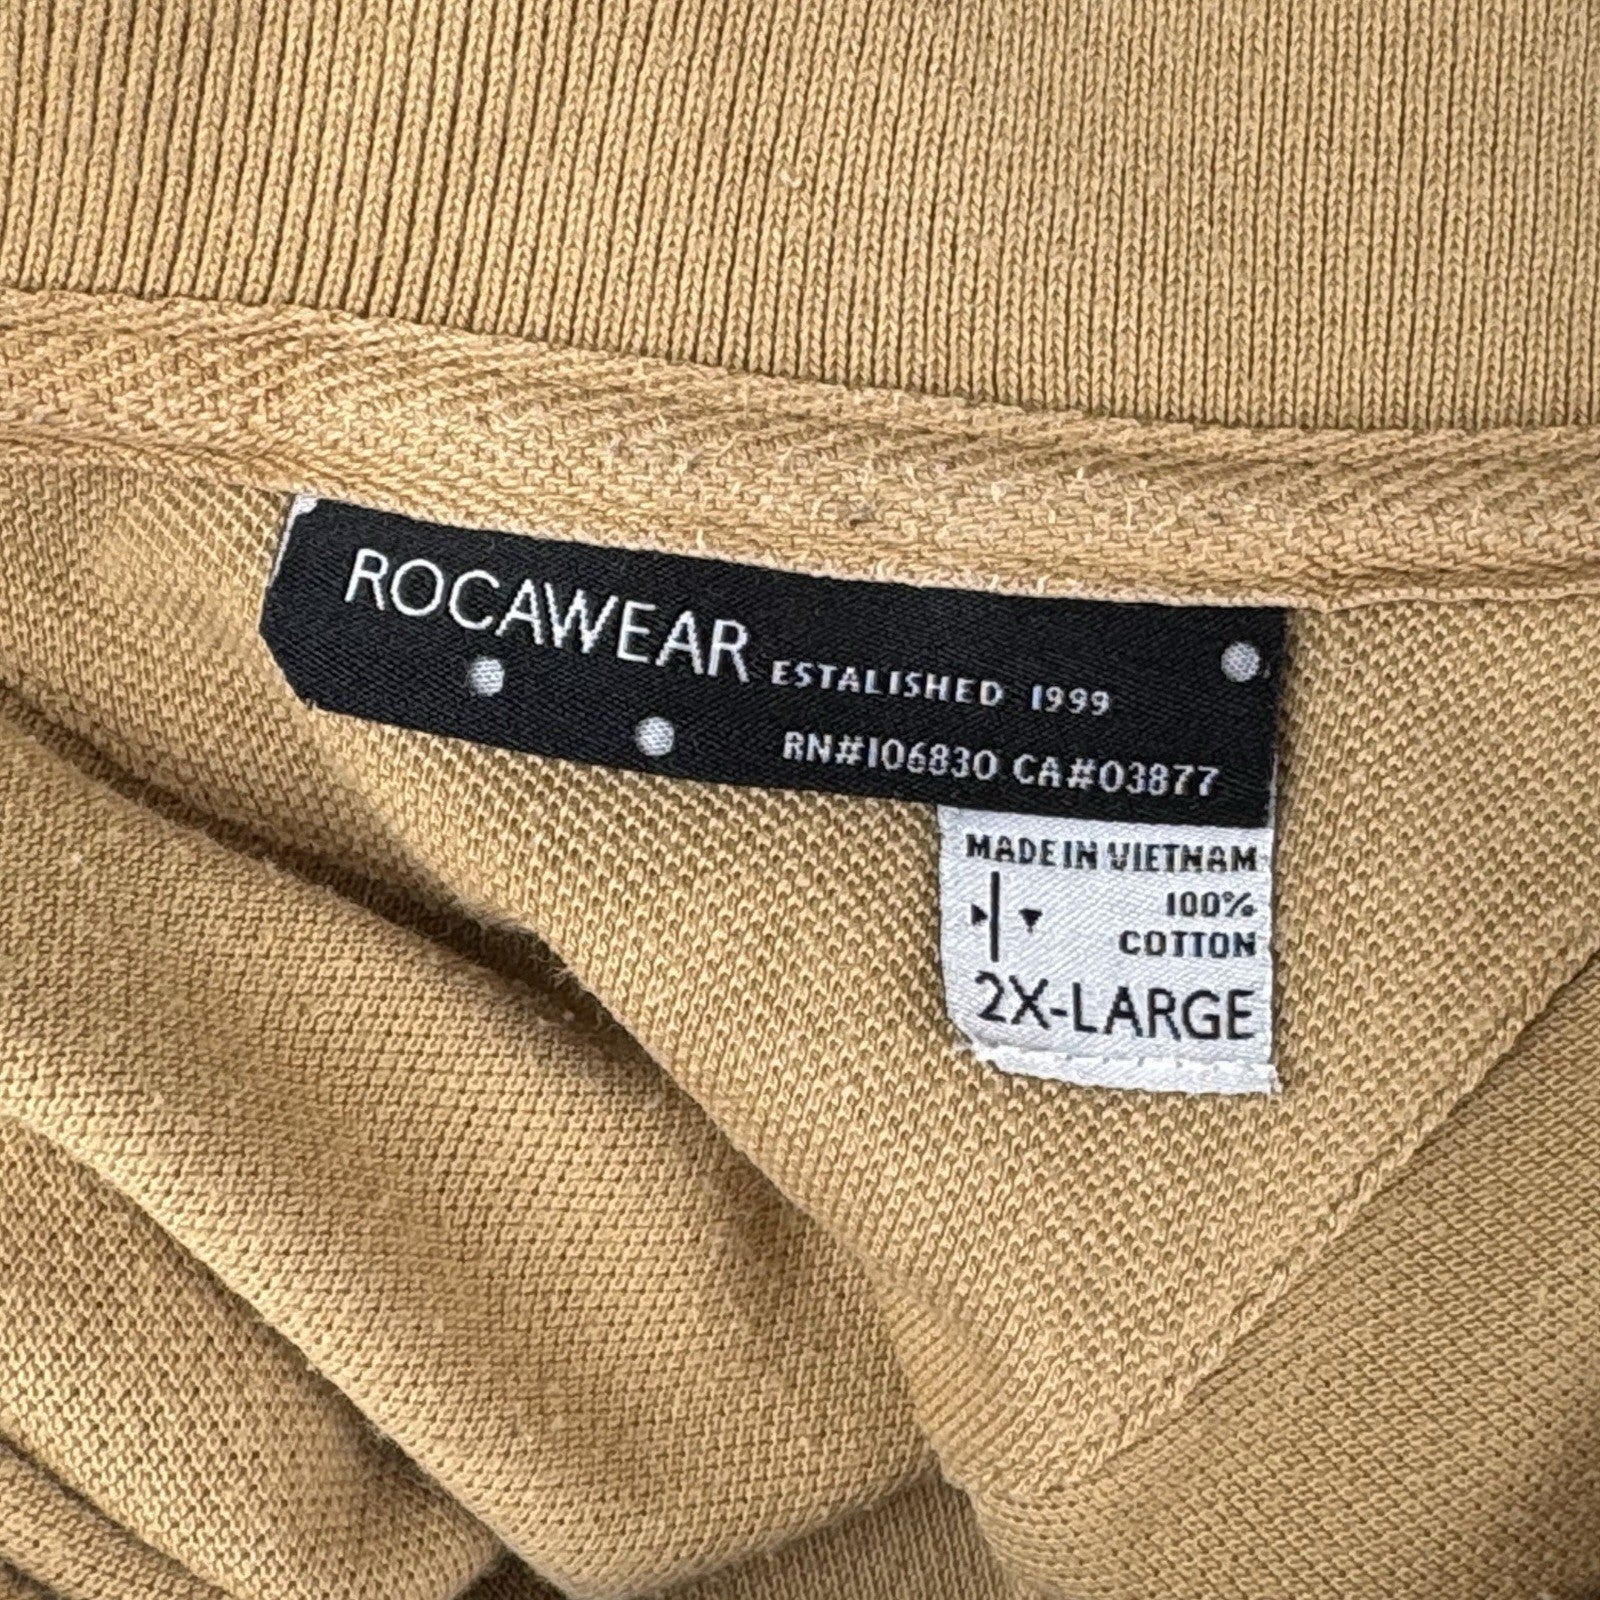 ROCAWEAR ESTALISHED 1999
RN#106830 CA#03877
MADE IN VIETNAM
100%
COTTON
2X-LARGE